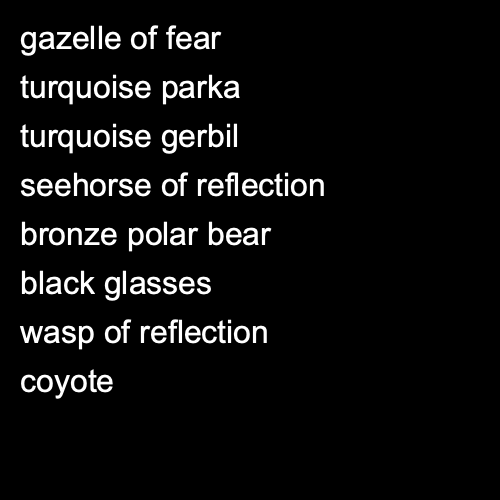 gazelle of fear
turquoise parka
turquoise gerbil
seehorse of reflection
bronze polar bear
black glasses
wasp of reflection
coyote